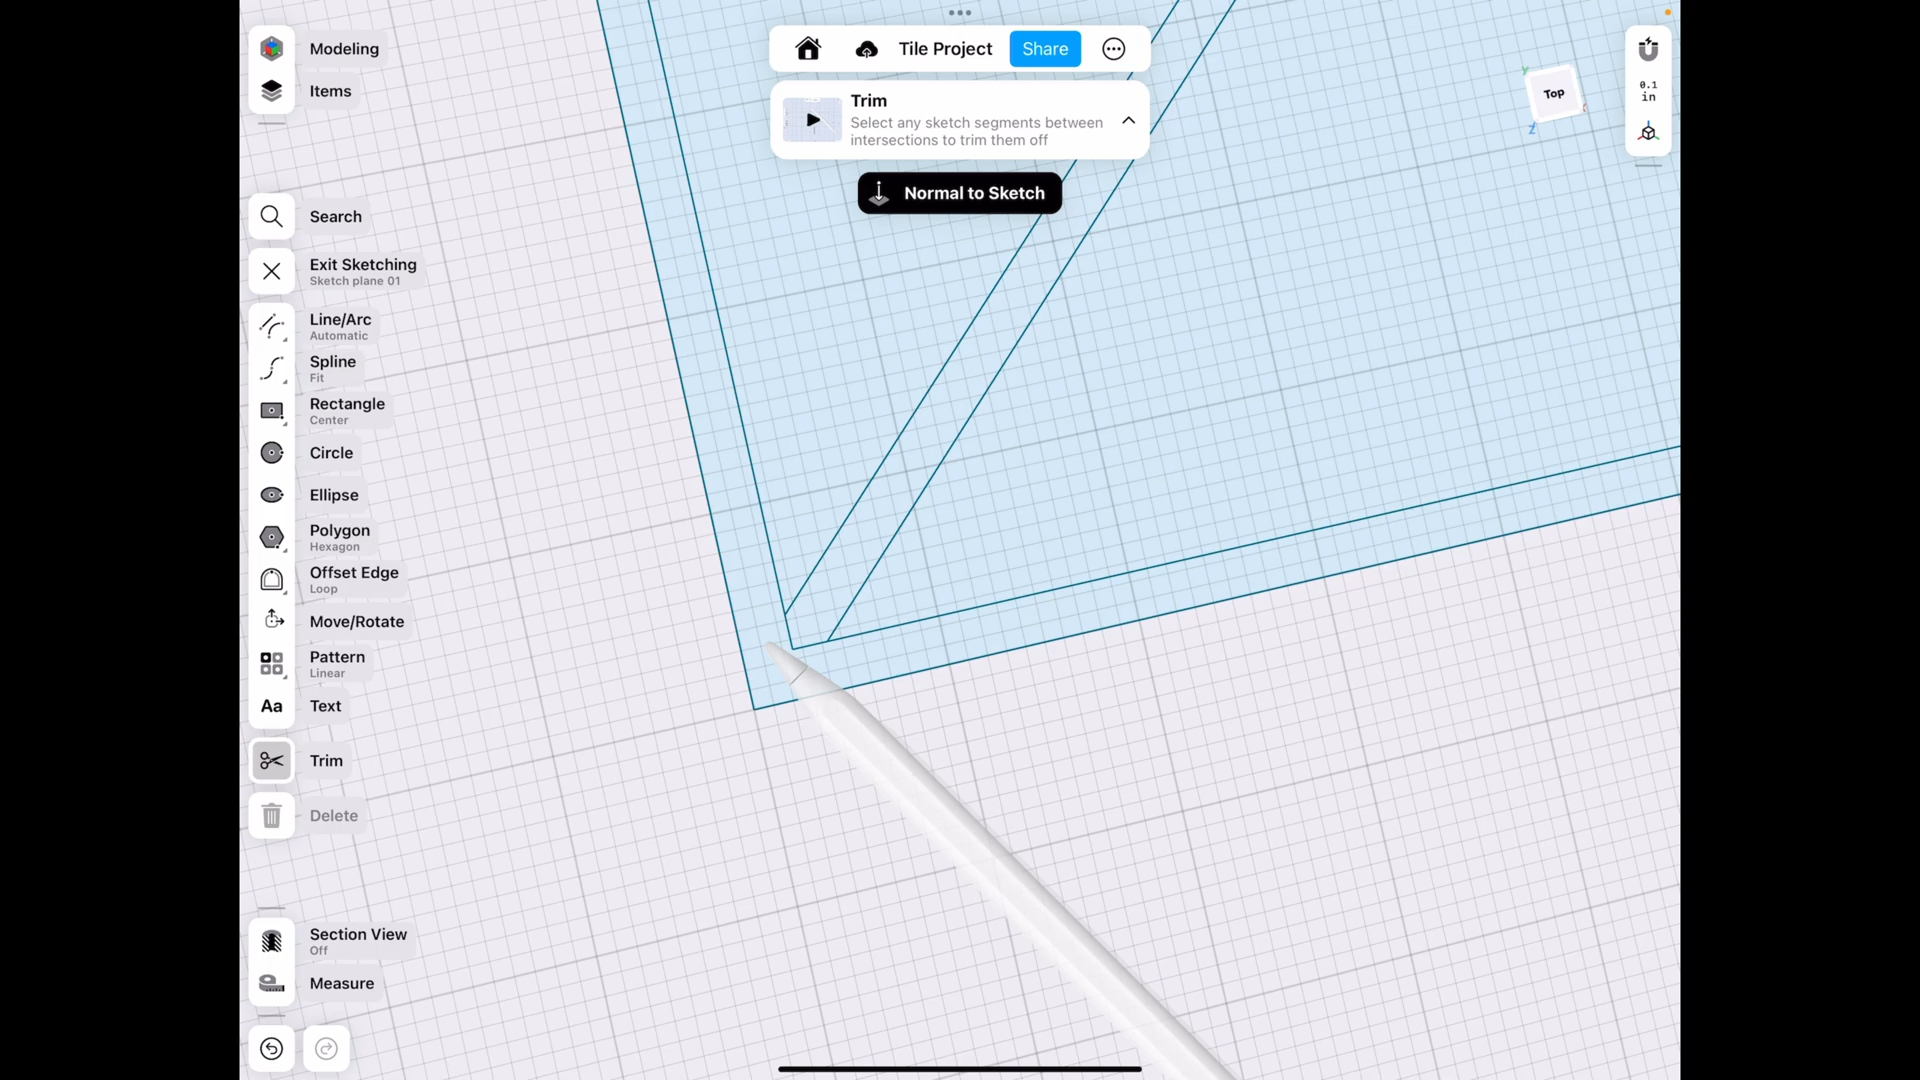 Modeling
Items
Tile Project
Share
Trim
Select any sketch segments between
intersections to trim them off
Normal to Sketch
Top
Y
Z
0.1
in
Search
Exit Sketching
Sketch plane 01
Line/Arc
Automatic
Spline
Fit
Rectangle
Center
Circle
Ellipse
Polygon
Hexagon
Offset Edge
Loop
Move/Rotate
Pattern
Linear
Aa
Text
Trim
Delete
Section View
Off
Measure